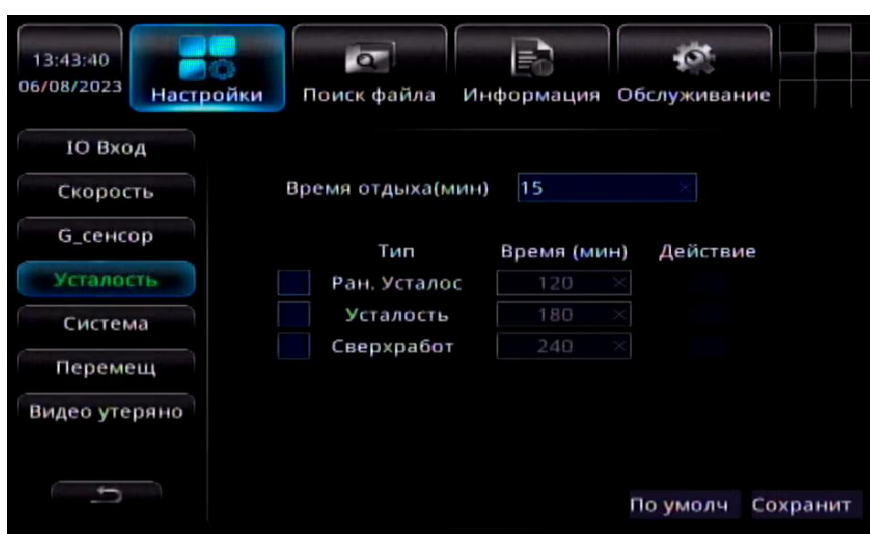 13:43:40
06/08/2023
Настройки
Поиск файла
Информация
Обслуживание
IO Вход
Скорость
G_сенсор
Усталость
Система
Перемещ
Видео утеряно
Время отдыха(мин) 15
Тип Время (мин) Действие
Ран. Усталос 120
Усталость 180
Сверхработ 240
По умолч Сохранит